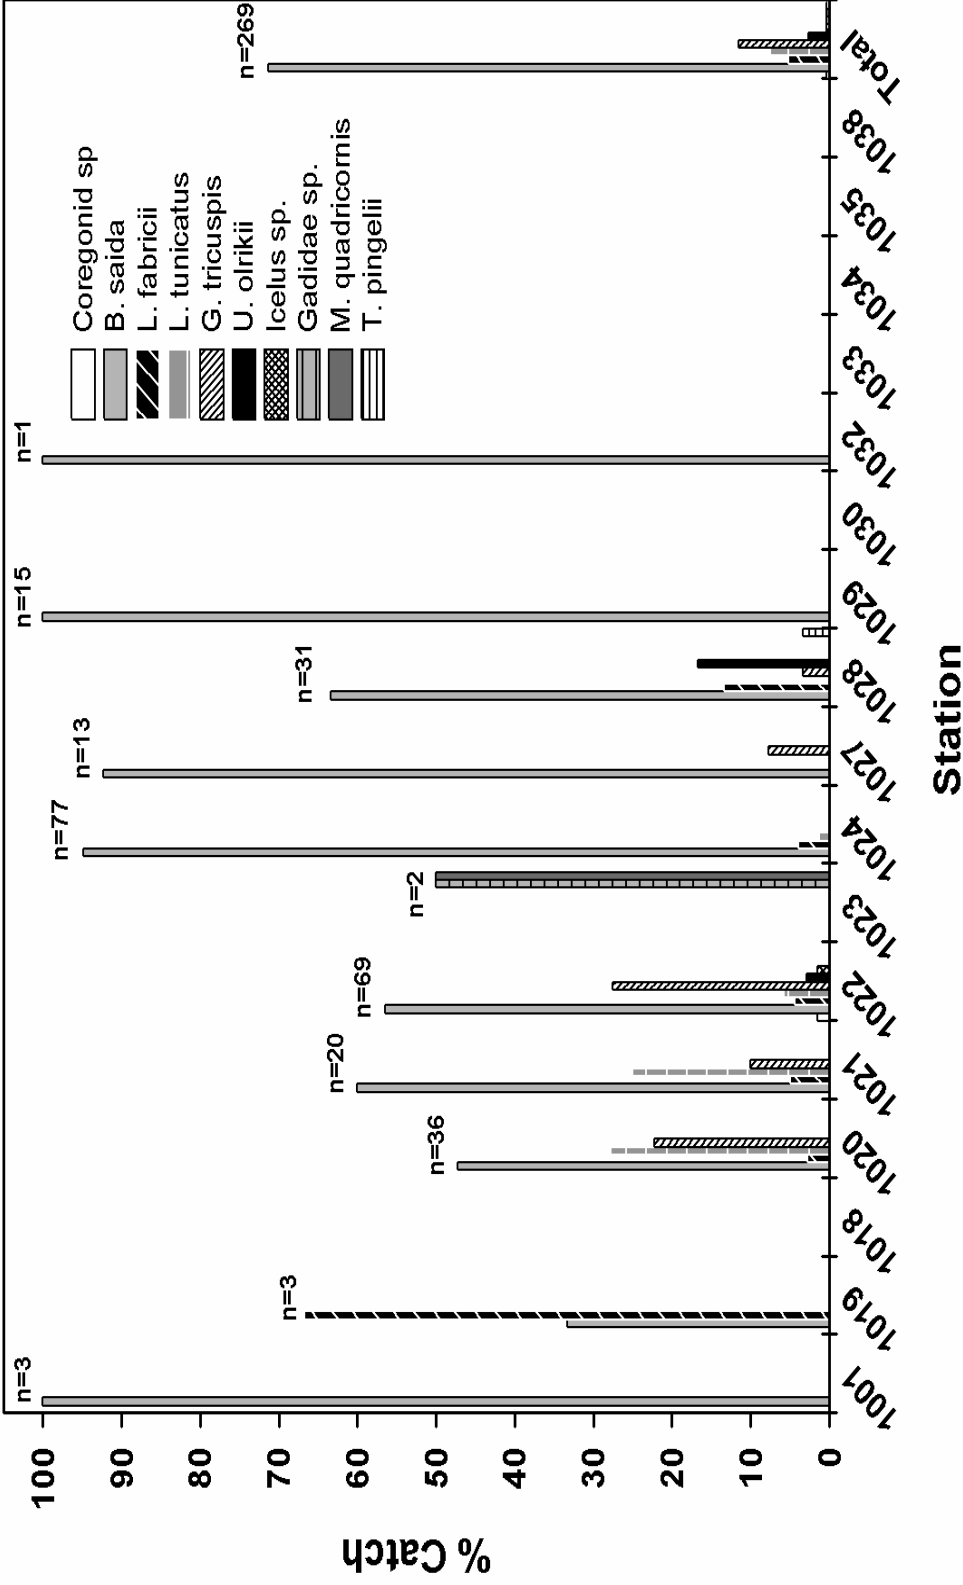 % Catch
100
90
80
70
60
50
40
30
20
10
0
n=3
n=3
n=36
n=20
n=69
n=2
n=77
n=13
n=31
n=15
n=1
n=269
Coregonid sp
B. saida
L. fabricii
L. tunicatus
G. tricuspis
U. olrikii
Icelus sp.
Gadidae sp.
M. quadricornis
T. pingelii
1001
1019
1018
1020
1021
1022
1023
1024
1027
1028
1029
1030
1032
1033
1034
1035
1038
Total
Station